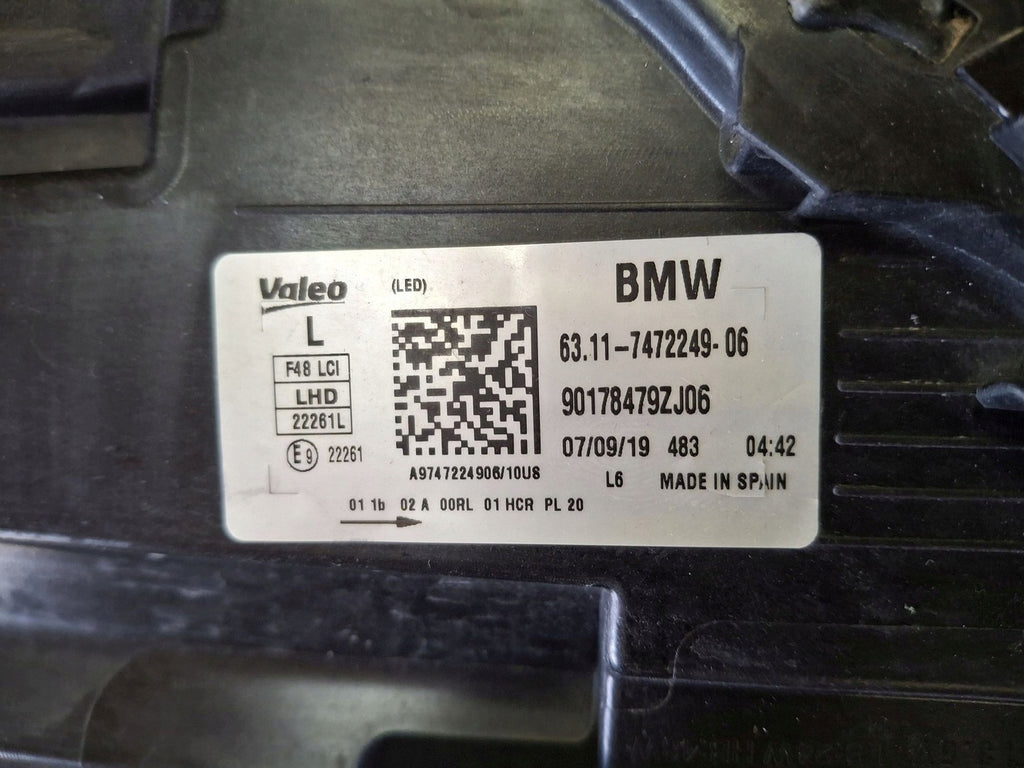 Valeo (LED) BMW
L
63.11-7472249-06
F48 LCI
LHD
90178479ZJ06
22261L
E9 22261
07/09/19 483 04:42
A9747224906/10US
L6 MADE IN SPAIN
01 1b 02 A 00RL 01 HCR PL 20